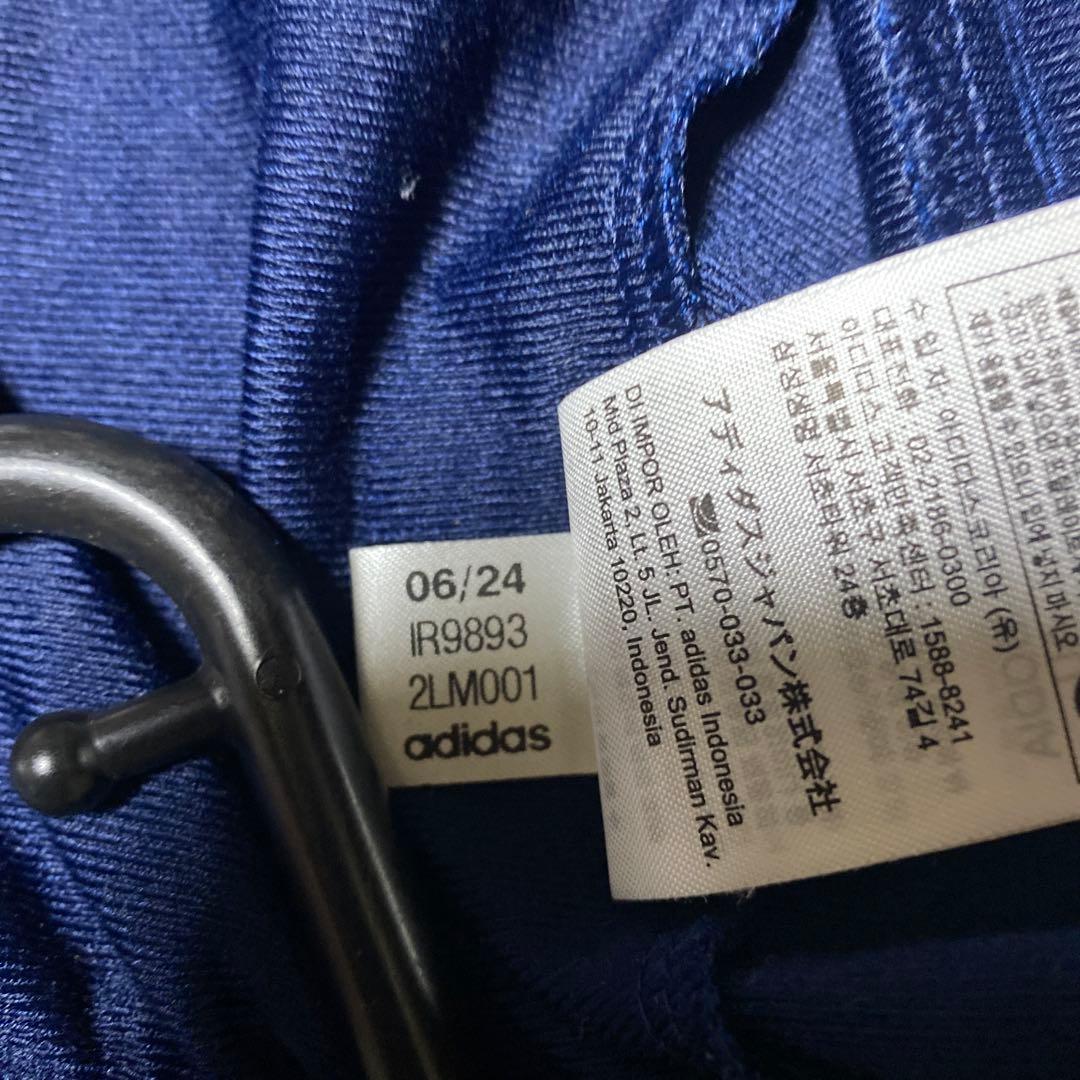 06/24
IR9893
2LM001
adidas
수 입 자: 아디다스코리아 (유)
대표전화 : 02-2186-0300
아디다스 고객만족센터 : 1588-8241
서울특별시 서초구 서초대로 74길 4
삼성생명 서초타워 24층
アディダスジャパン株式会社
0570-033-033
DI IMPOR OLEH: PT. adidas Indonesia
Mid Plaza 2, Lt. 5 JL. Jend. Sudirman Kav.
10-11 Jakarta 10220, Indonesia